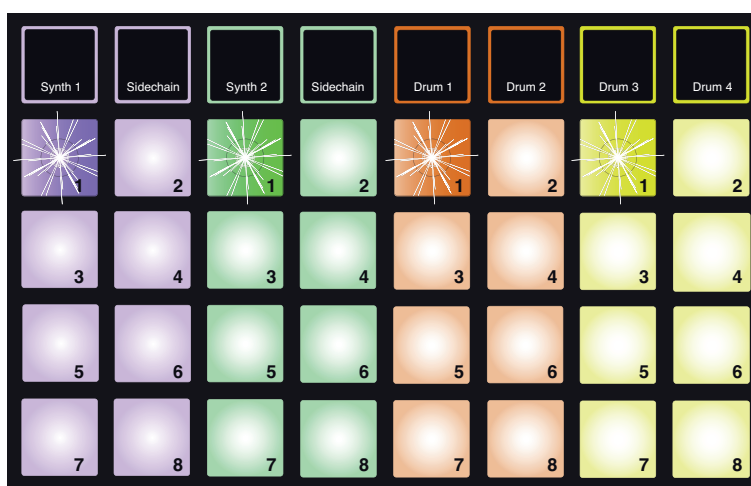 Synth 1 Sidechain Synth 2 Sidechain Drum 1 Drum 2 Drum 3 Drum 4
1 2 1 2 1 2 1 2
3 4 3 4 3 4 3 4
5 6 5 6 5 6 5 6
7 8 7 8 7 8 7 8